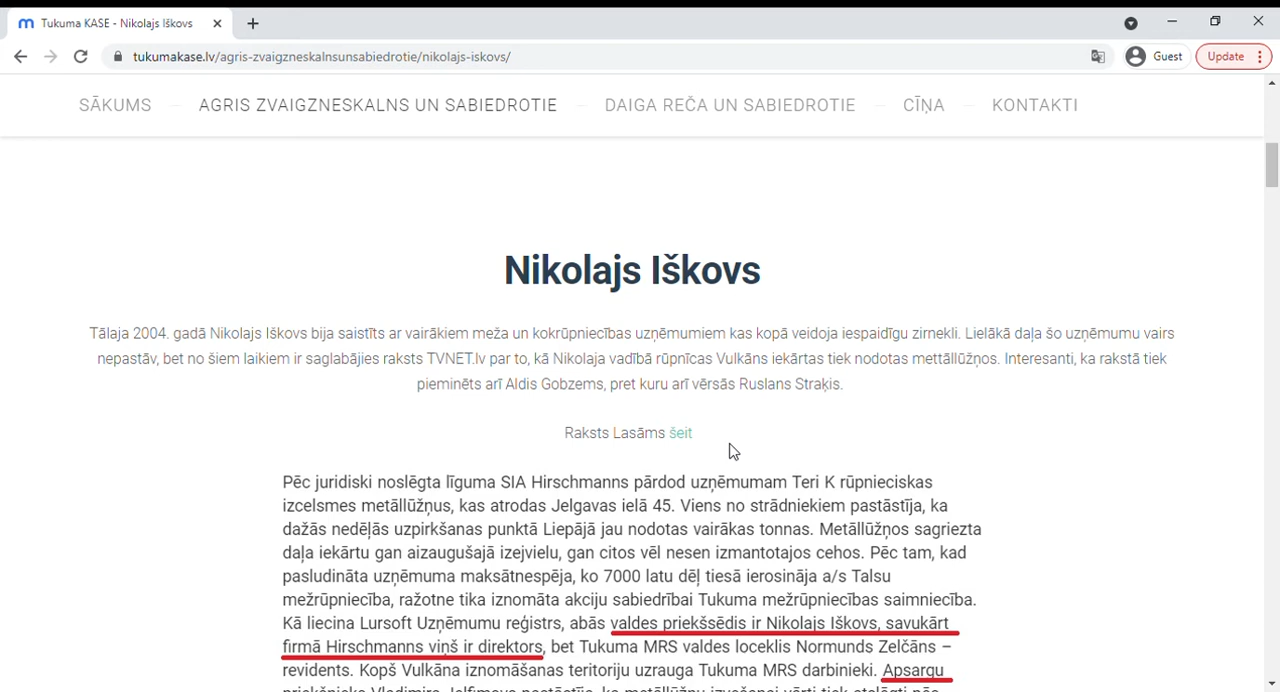 Tukuma KASE - Nikolajs Iškovs
tukumakase.lv/agris-zvaigzneskalnsunsabiedrotie/nikolajs-iskovs/
Guest
Update
SĀKUMS
AGRIS ZVAIGZNESKALNS UN SABIEDROTIE
DAIGA REČA UN SABIEDROTIE
CĪŅA
KONTAKTI
Nikolajs Iškovs
Tālaja 2004. gadā Nikolajs Iškovs bija saistīts ar vairākiem meža un kokrūpniecības uzņēmumiem kas kopā veidoja iespaidīgu zirnekli. Lielākā daļa šo uzņēmumu vairs
nepastāv, bet no šiem laikiem ir saglabājies raksts TVNET.lv par to, kā Nikolaja vadībā rūpnīcas Vulkāns iekārtas tiek nodotas mettāllūžņos. Interesanti, ka rakstā tiek
pieminēts arī Aldis Gobzems, pret kuru arī vērsās Ruslans Straķis.
Raksts Lasāms šeit
Pēc juridiski noslēgta līguma SIA Hirschmanns pārdod uzņēmumam Teri K rūpnieciskas
izcelsmes metāllūžņus, kas atrodas Jelgavas ielā 45. Viens no strādniekiem pastāstīja, ka
dažās nedēļās uzpirkšanas punktā Liepājā jau nodotas vairākas tonnas. Metāllūžņos sagriezta
daļa iekārtu gan aizaugušajā izejvielu, gan citos vēl nesen izmantotajos cehos. Pēc tam, kad
pasludināta uzņēmuma maksātnespēja, ko 7000 latu dēļ tiesā ierosināja a/s Talsu
mežrūpniecība, ražotne tika iznomāta akciju sabiedrībai Tukuma mežrūpniecības saimniecība.
Kā liecina Lursoft Uzņēmumu reģistrs, abās valdes priekšsēdis ir Nikolajs Iškovs, savukārt
firmā Hirschmanns viņš ir direktors, bet Tukuma MRS valdes loceklis Normunds Zelčāns –
revidents. Kopš Vulkāna iznomāšanas teritoriju uzrauga Tukuma MRS darbinieki. Apsargu